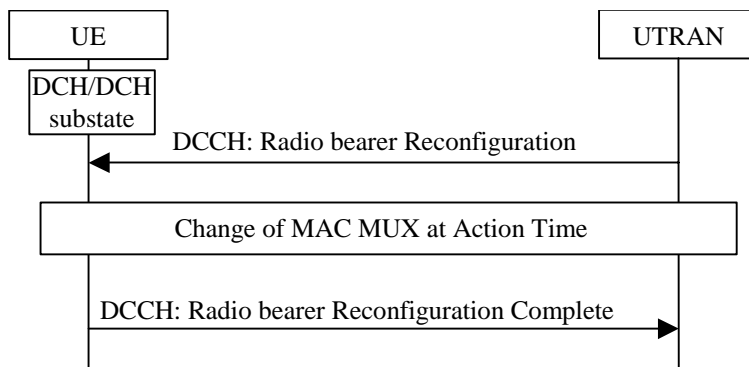 UE
UTRAN
DCH/DCH
substate
DCCH: Radio bearer Reconfiguration
Change of MAC MUX at Action Time
DCCH: Radio bearer Reconfiguration Complete